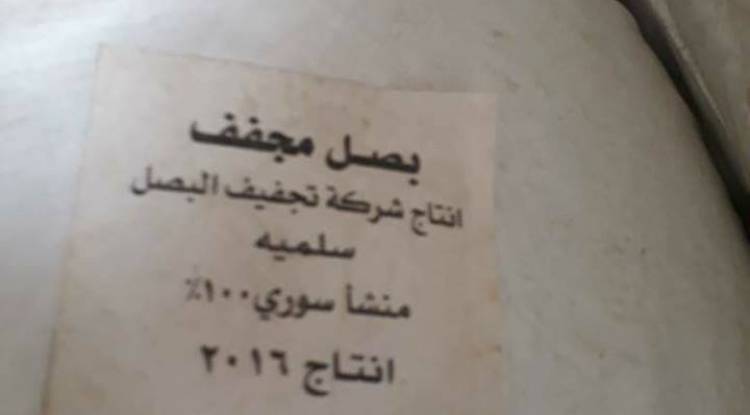 بصل مجفف
انتاج شركة تجفيف البصل
سلميه
منشأ سوري ١٠٠٪
انتاج ٢٠١٦